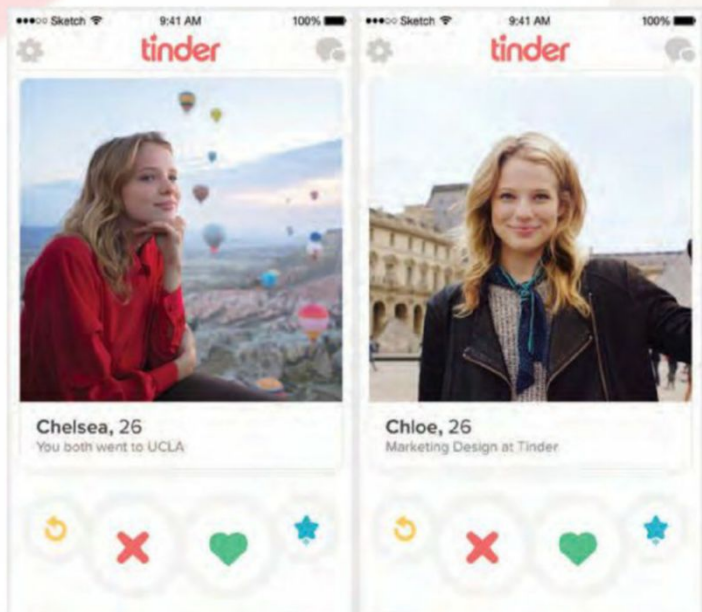 Sketch 9:41 AM 100%
tinder
Chelsea, 26
You both went to UCLA
Sketch 9:41 AM 100%
tinder
Chloe, 26
Marketing Design at Tinder